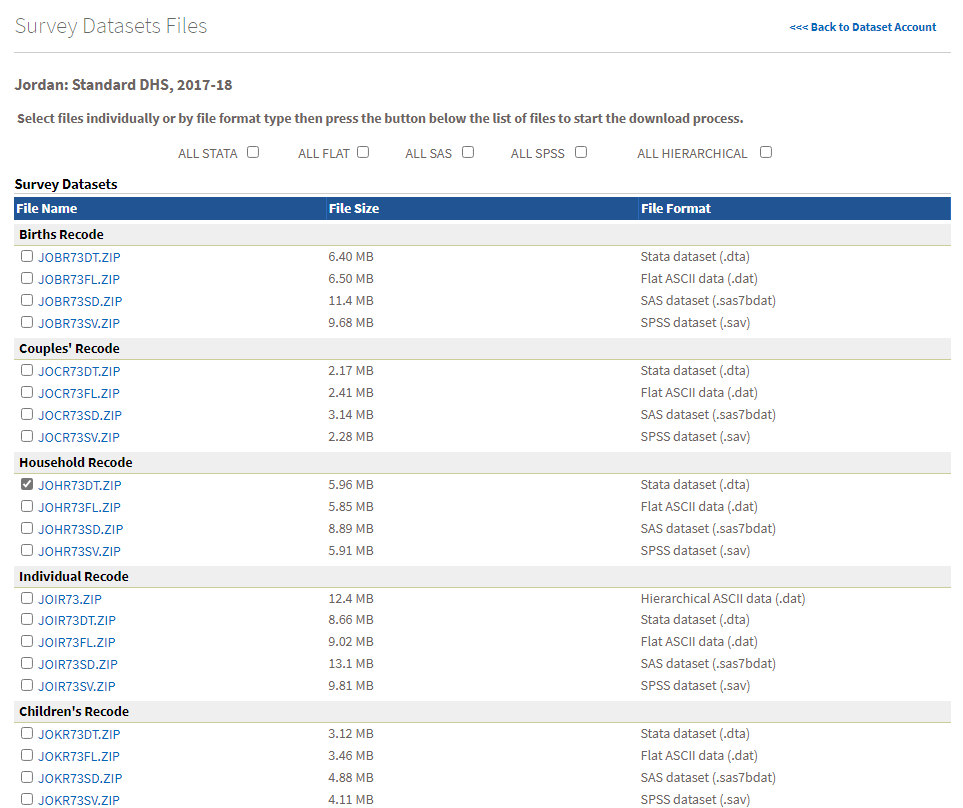 Survey Datasets Files
<<< Back to Dataset Account
Jordan: Standard DHS, 2017-18
Select files individually or by file format type then press the button below the list of files to start the download process.
ALL STATA ALL FLAT ALL SAS ALL SPSS ALL HIERARCHICAL
Survey Datasets
File Name File Size File Format
Births Recode
JOBR73DT.ZIP 6.40 MB Stata dataset (.dta)
JOBR73FL.ZIP 6.50 MB Flat ASCII data (.dat)
JOBR73SD.ZIP 11.4 MB SAS dataset (.sas7bdat)
JOBR73SV.ZIP 9.68 MB SPSS dataset (.sav)
Couples' Recode
JOCR73DT.ZIP 2.17 MB Stata dataset (.dta)
JOCR73FL.ZIP 2.41 MB Flat ASCII data (.dat)
JOCR73SD.ZIP 3.14 MB SAS dataset (.sas7bdat)
JOCR73SV.ZIP 2.28 MB SPSS dataset (.sav)
Household Recode
JOHR73DT.ZIP 5.96 MB Stata dataset (.dta)
JOHR73FL.ZIP 5.85 MB Flat ASCII data (.dat)
JOHR73SD.ZIP 8.89 MB SAS dataset (.sas7bdat)
JOHR73SV.ZIP 5.91 MB SPSS dataset (.sav)
Individual Recode
JOIR73.ZIP 12.4 MB Hierarchical ASCII data (.dat)
JOIR73DT.ZIP 8.66 MB Stata dataset (.dta)
JOIR73FL.ZIP 9.02 MB Flat ASCII data (.dat)
JOIR73SD.ZIP 13.1 MB SAS dataset (.sas7bdat)
JOIR73SV.ZIP 9.81 MB SPSS dataset (.sav)
Children's Recode
JOKR73DT.ZIP 3.12 MB Stata dataset (.dta)
JOKR73FL.ZIP 3.46 MB Flat ASCII data (.dat)
JOKR73SD.ZIP 4.88 MB SAS dataset (.sas7bdat)
JOKR73SV.ZIP 4.11 MB SPSS dataset (.sav)